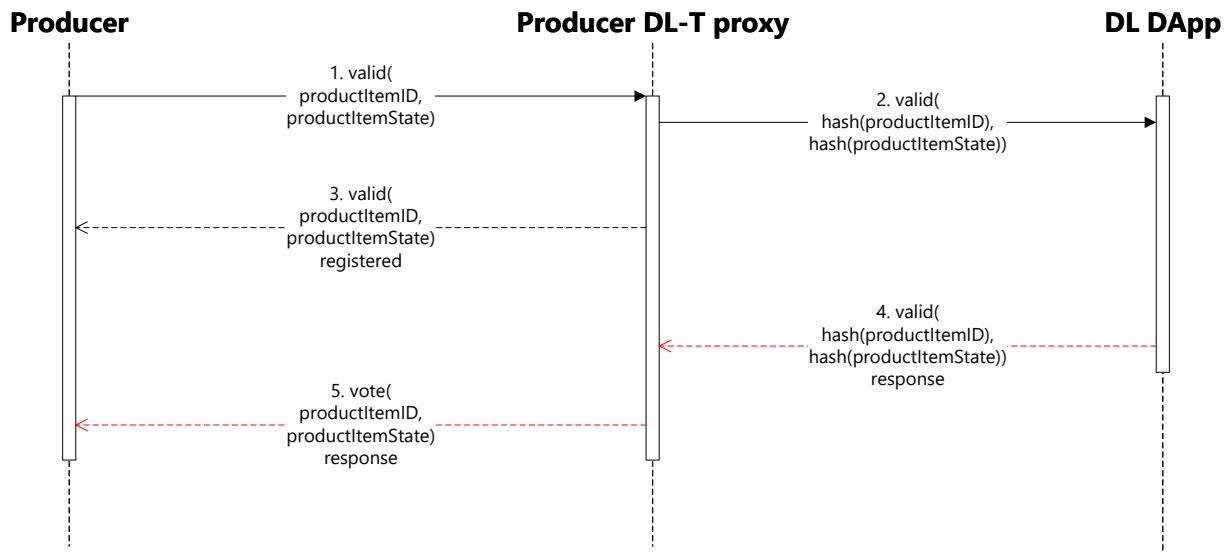 Producer
Producer DL-T proxy
DL DApp
1. valid(
productItemID,
productItemState)
2. valid(
hash(productItemID),
hash(productItemState))
3. valid(
productItemID,
productItemState)
registered
4. valid(
hash(productItemID),
hash(productItemState))
response
5. vote(
productItemID,
productItemState)
response